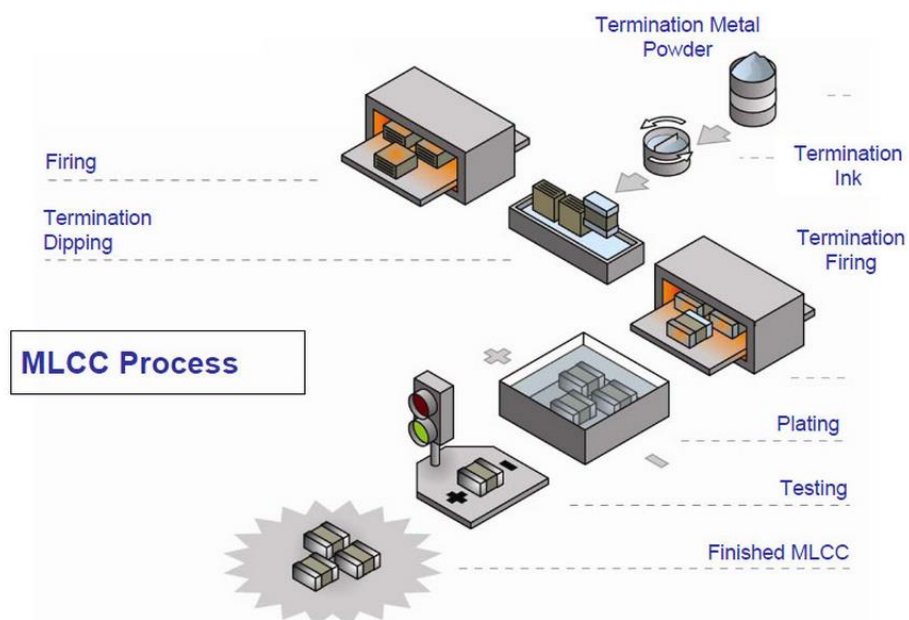 Termination Metal
Powder
Firing
Termination
Ink
Termination
Dipping
Termination
Firing
MLCC Process
Plating
Testing
Finished MLCC